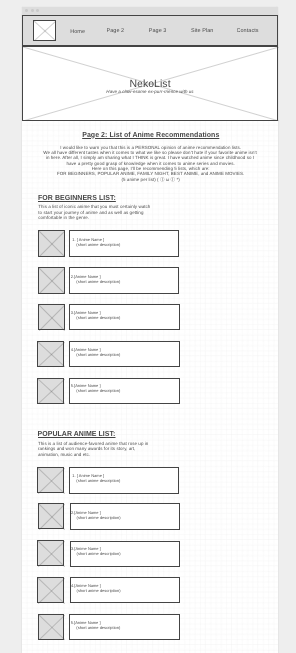 Home
Page 2
Page 3
Site Plan
Contacts
NekoList
Have a cool-anime-an-purr-rience with us
Page 2: List of Anime Recommendations
I would like to warn you that this is a PERSONAL opinion of anime recommendation lists.
We all have different tastes when it comes to what we like so please don't hate if your favorite anime isn't
in here. After all, I simply am sharing what I THINK is great. I have watched anime since childhood so I
have a pretty good grasp of knowledge when it comes to series and movies.
Here on this page, I'll be recommending 5 lists, which are:
FOR BEGINNERS, POPULAR ANIME, FAMILY NIGHT, BEST ANIME, and ANIME MOVIES
(5 anime per list)
FOR BEGINNERS LIST:
This a list of iconic anime that you must certainly watch
to start your journey of anime and as well as getting
comfortable in the genre.
1. [ Anime Name ]
(short anime description)
2.[Anime Name ]
(short anime description)
3.[Anime Name ]
(short anime description)
4.[Anime Name ]
(short anime description)
5.[Anime Name ]
(short anime description)
POPULAR ANIME LIST:
This is a list of audience-favored anime that rose up in
rankings and won many awards for its story, art,
animation, music and etc.
1. [ Anime Name ]
(short anime description)
2.[Anime Name ]
(short anime description)
3.[Anime Name ]
(short anime description)
4.[Anime Name ]
(short anime description)
5.[Anime Name ]
(short anime description)